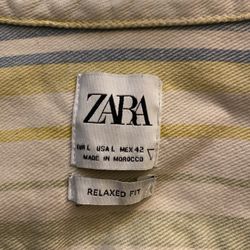 ZARA
EUR L USA L MEX 42
MADE IN MOROCCO
RELAXED FIT